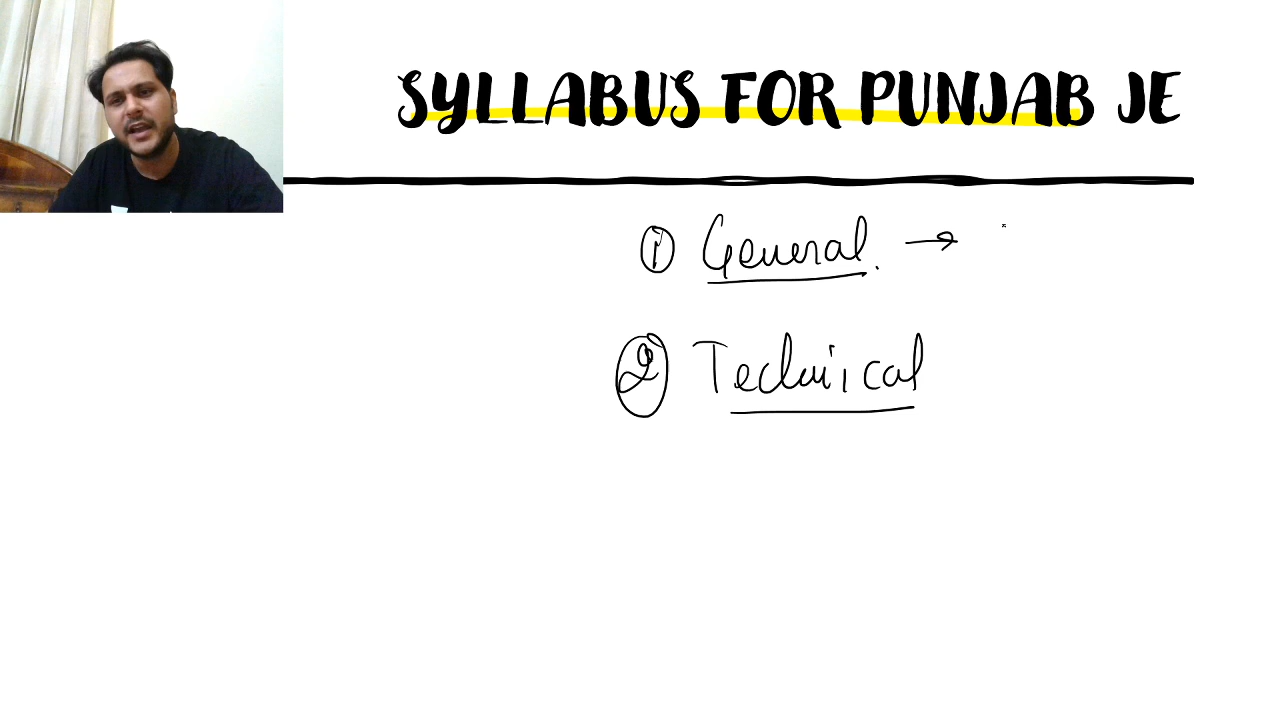 SYLLABUS FOR PUNJAB JE
① General. →
② Technical